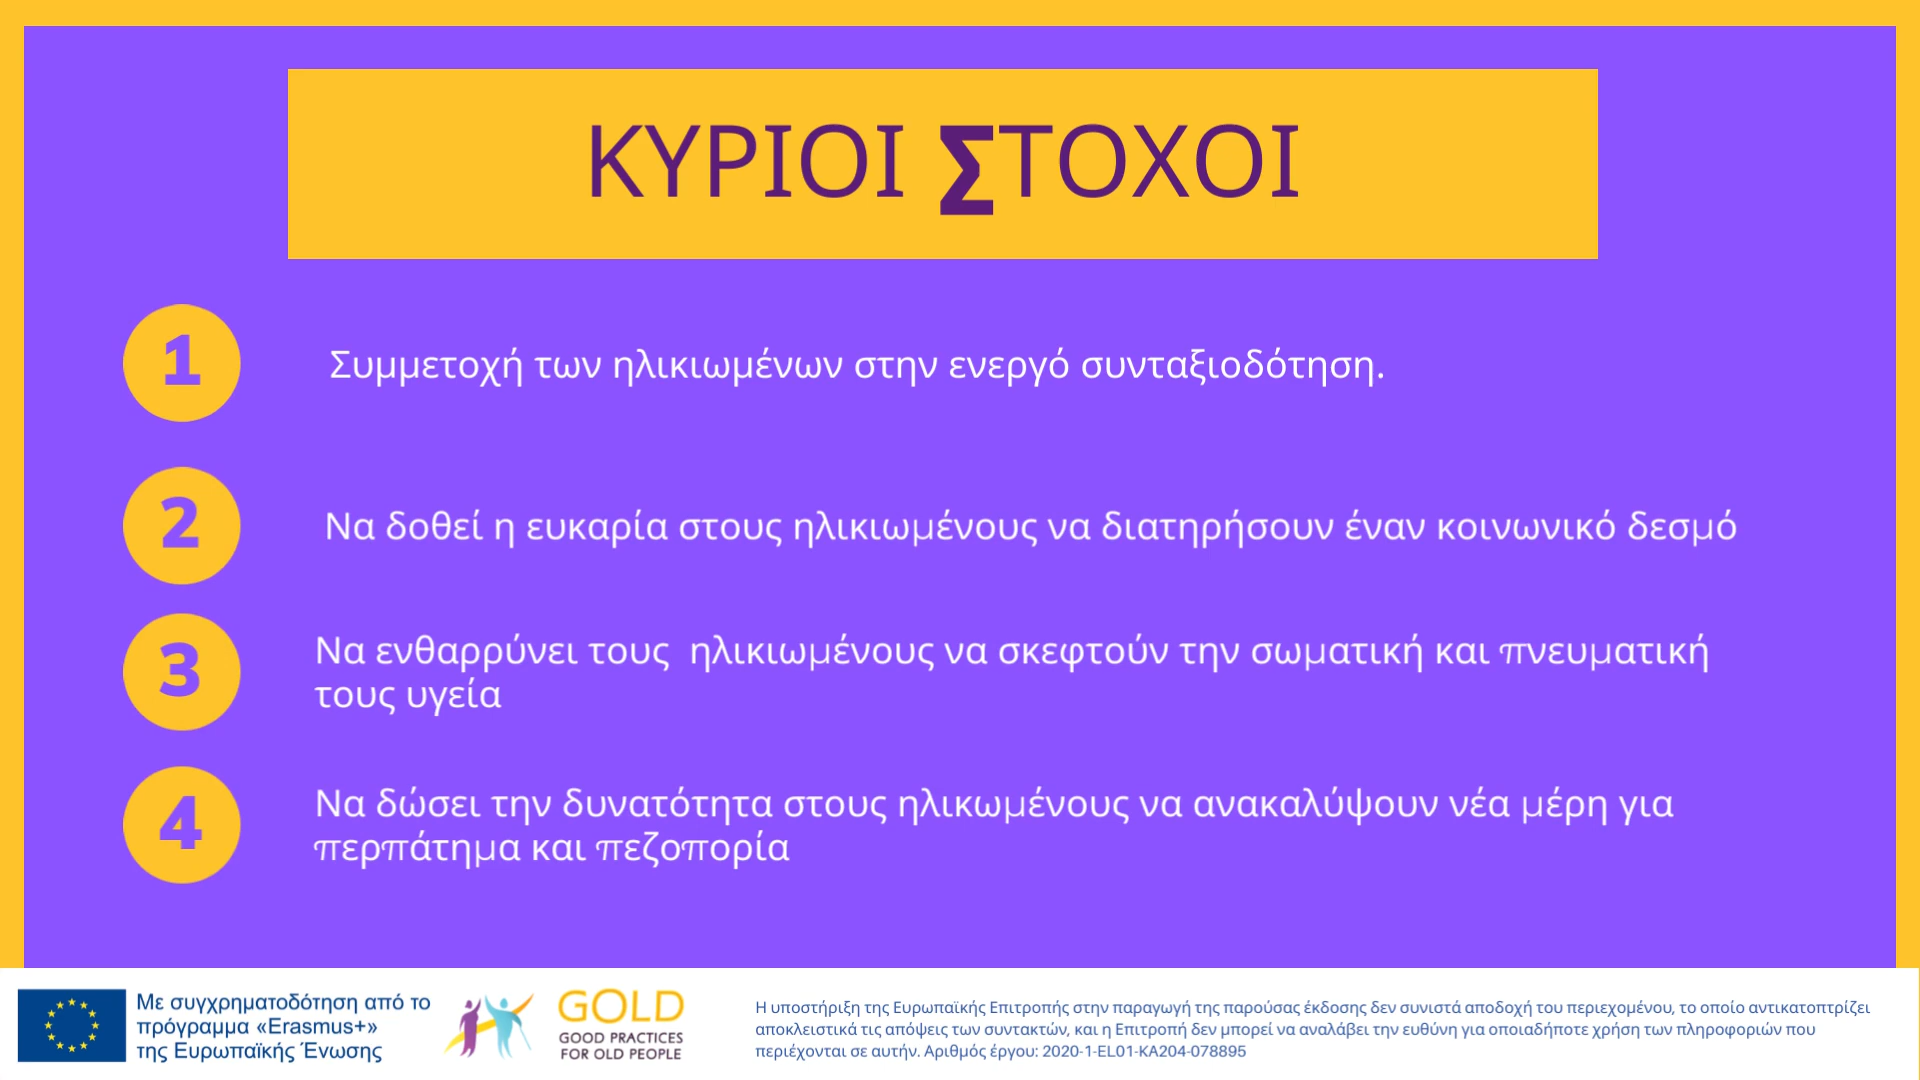 ΚΥΡΙΟΙ ΣΤΟΧΟΙ
1
Συμμετοχή των ηλικιωμένων στην ενεργό συνταξιοδότηση.
2
Να δοθεί η ευκαρία στους ηλικιωμένους να διατηρήσουν έναν κοινωνικό δεσμό
3
Να ενθαρρύνει τους  ηλικιωμένους να σκεφτούν την σωματική και πνευματική
τους υγεία
4
Να δώσει την δυνατότητα στους ηλικωμένους να ανακαλύψουν νέα μέρη για
περπάτημα και πεζοπορία
Με συγχρηματοδότηση από το
πρόγραμμα «Erasmus+»
της Ευρωπαϊκής Ένωσης
GOLD
GOOD PRACTICES
FOR OLD PEOPLE
Η υποστήριξη της Ευρωπαϊκής Επιτροπής στην παραγωγή της παρούσας έκδοσης δεν συνιστά αποδοχή του περιεχομένου, το οποίο αντικατοπτρίζει
αποκλειστικά τις απόψεις των συντακτών, και η Επιτροπή δεν μπορεί να αναλάβει την ευθύνη για οποιαδήποτε χρήση των πληροφοριών που
περιέχονται σε αυτήν. Αριθμός έργου: 2020-1-EL01-KA204-078895